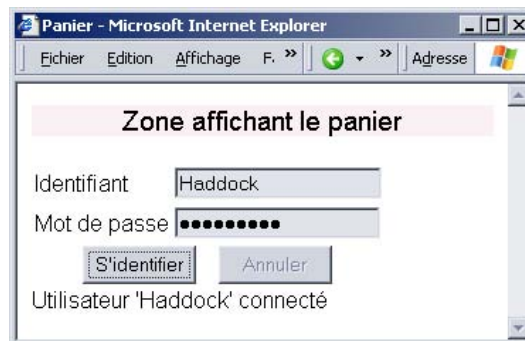 Panier - Microsoft Internet Explorer
Fichier Edition Affichage F. » » Adresse
Zone affichant le panier
Identifiant Haddock
Mot de passe •••••••••
S'identifier Annuler
Utilisateur 'Haddock' connecté